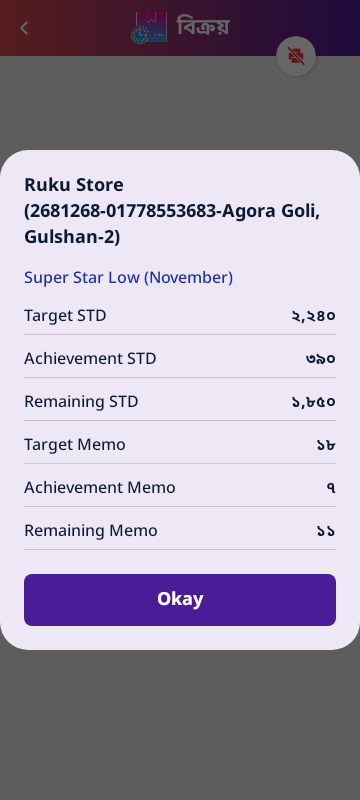 বিক্রয়
Ruku Store
(2681268-01778553683-Agora Goli,
Gulshan-2)
Super Star Low (November)
Target STD ২,২৪০
Achievement STD ৩৯০
Remaining STD ১,৮৫০
Target Memo ১৮
Achievement Memo ৭
Remaining Memo ১১
Okay